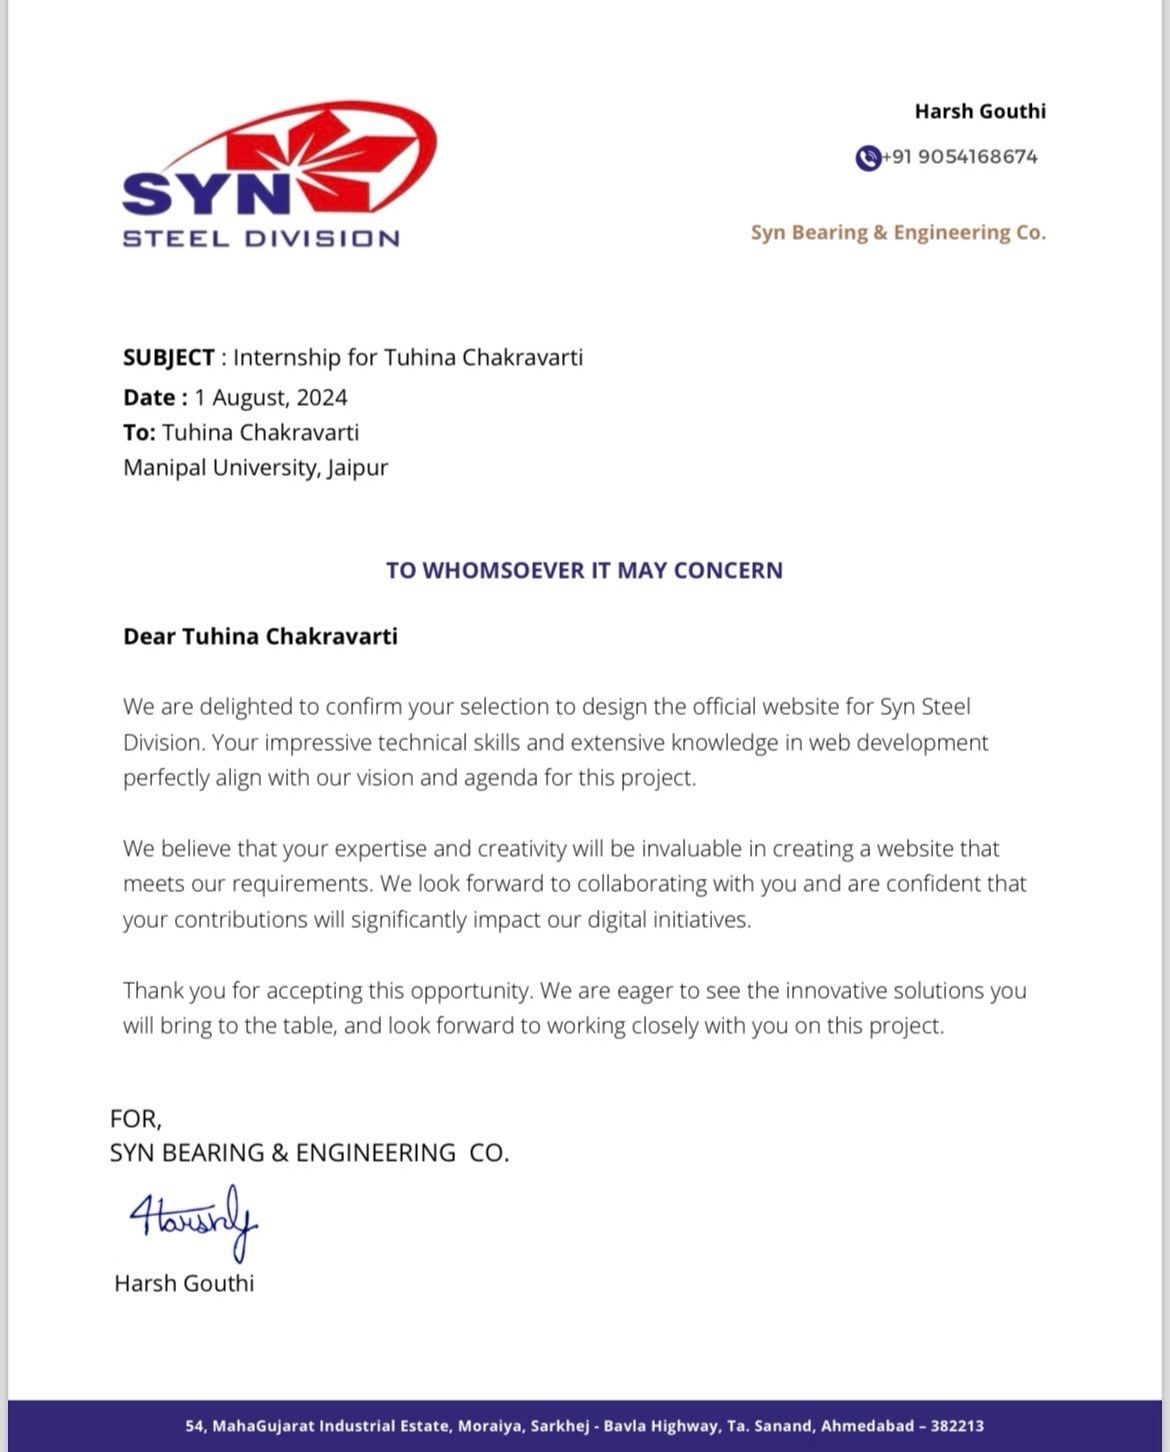 SYN
STEEL DIVISION
Harsh Gouthi
+91 9054168674
Syn Bearing & Engineering Co.
SUBJECT : Internship for Tuhina Chakravarti
Date : 1 August, 2024
To: Tuhina Chakravarti
Manipal University, Jaipur
TO WHOMSOEVER IT MAY CONCERN
Dear Tuhina Chakravarti
We are delighted to confirm your selection to design the official website for Syn Steel
Division. Your impressive technical skills and extensive knowledge in web development
perfectly align with our vision and agenda for this project.
We believe that your expertise and creativity will be invaluable in creating a website that
meets our requirements. We look forward to collaborating with you and are confident that
your contributions will significantly impact our digital initiatives.
Thank you for accepting this opportunity. We are eager to see the innovative solutions you
will bring to the table, and look forward to working closely with you on this project.
FOR,
SYN BEARING & ENGINEERING CO.
Harsh Gouthi
54, MahaGujarat Industrial Estate, Moraiya, Sarkhej - Bavla Highway, Ta. Sanand, Ahmedabad – 382213